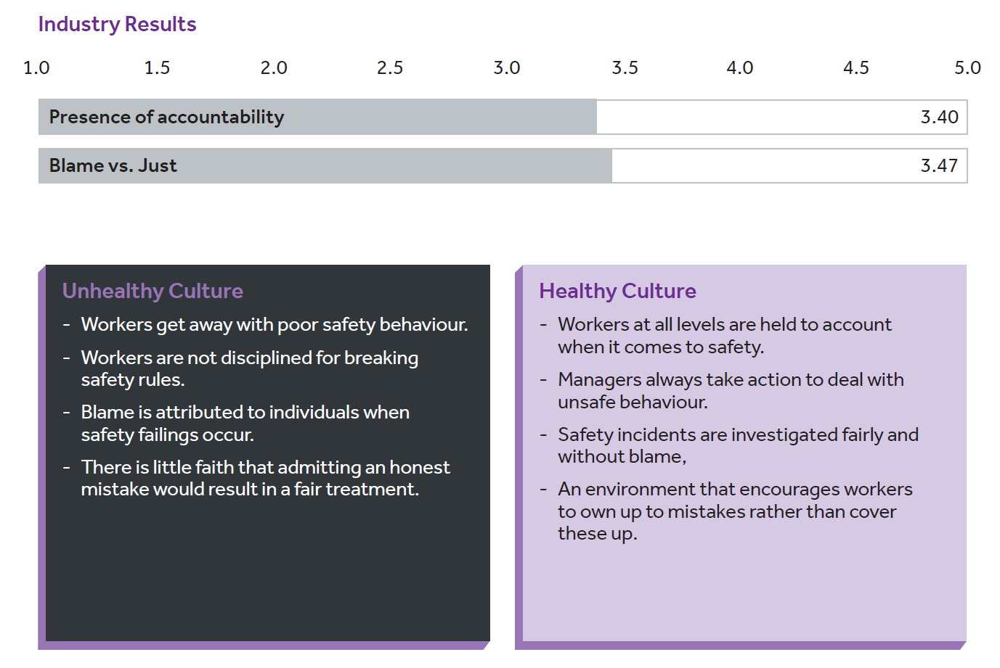 Industry Results
1.0 1.5 2.0 2.5 3.0 3.5 4.0 4.5 5.0
Presence of accountability 3.40
Blame vs. Just 3.47
Unhealthy Culture
- Workers get away with poor safety behaviour.
- Workers are not disciplined for breaking
safety rules.
- Blame is attributed to individuals when
safety failings occur.
- There is little faith that admitting an honest
mistake would result in a fair treatment.
Healthy Culture
- Workers at all levels are held to account
when it comes to safety.
- Managers always take action to deal with
unsafe behaviour.
- Safety incidents are investigated fairly and
without blame,
- An environment that encourages workers
to own up to mistakes rather than cover
these up.